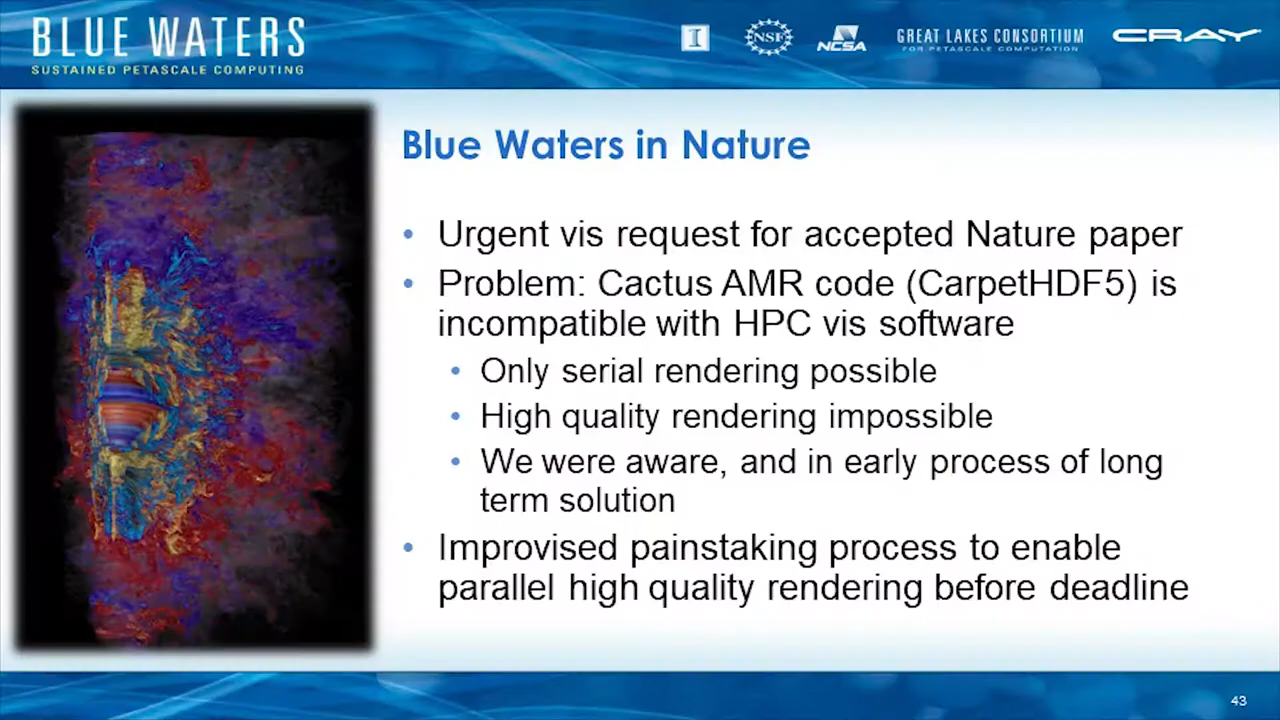 BLUE WATERS
SUSTAINED PETASCALE COMPUTING
I
NSF
NCSA
GREAT LAKES CONSORTIUM
FOR PETASCALE COMPUTATION
CRAY
Blue Waters in Nature
• Urgent vis request for accepted Nature paper
• Problem: Cactus AMR code (CarpetHDF5) is
incompatible with HPC vis software
• Only serial rendering possible
• High quality rendering impossible
• We were aware, and in early process of long
term solution
• Improvised painstaking process to enable
parallel high quality rendering before deadline
43